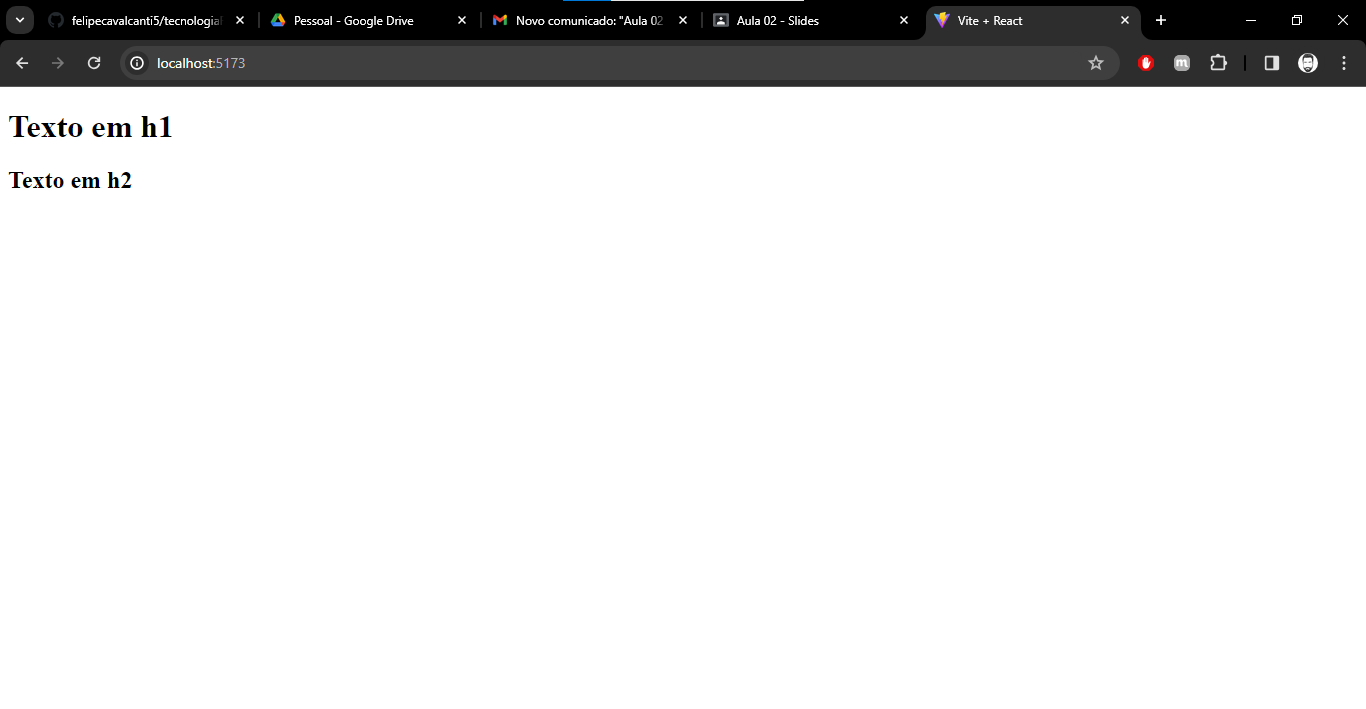 felipecavalcanti5/tecnologia
Pessoal - Google Drive
Novo comunicado: "Aula 02
Aula 02 - Slides
Vite + React
localhost:5173
m
Texto em h1
Texto em h2